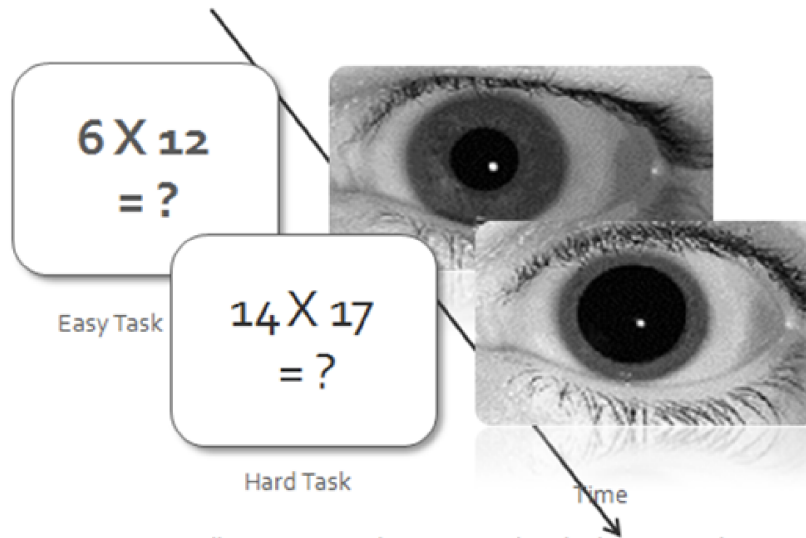 6 X 12
= ?
Easy Task
14 X 17
= ?
Hard Task
Time